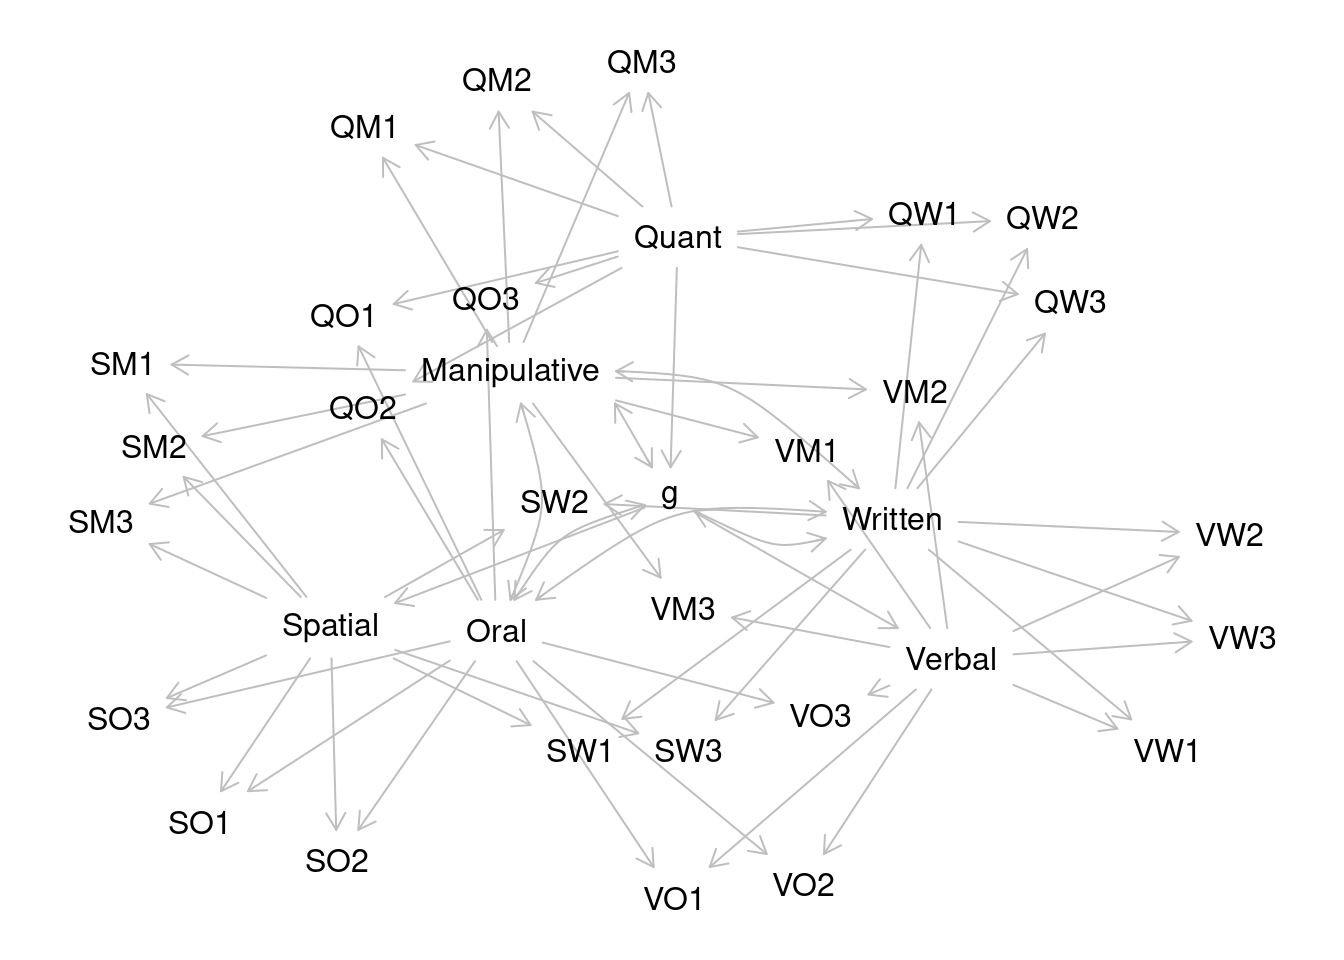 QM3
QM2
QM1
QW1
QW2
Quant
QO3
QW3
QO1
SM1
Manipulative
VM2
QO2
SM2
VM1
g
SW2
SM3
Written
VW2
VM3
Spatial
Oral
VW3
Verbal
VO3
SO3
SW1
SW3
VW1
SO1
SO2
VO2
VO1